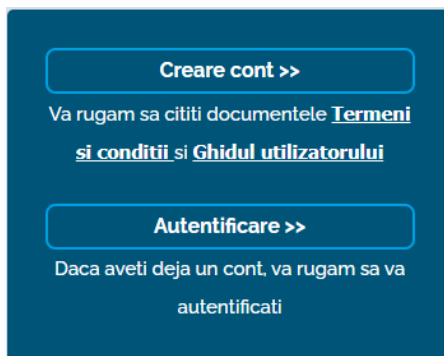 Creare cont >>
Va rugam sa cititi documentele Termeni
si conditii si Ghidul utilizatorului
Autentificare >>
Daca aveti deja un cont, va rugam sa va
autentificati